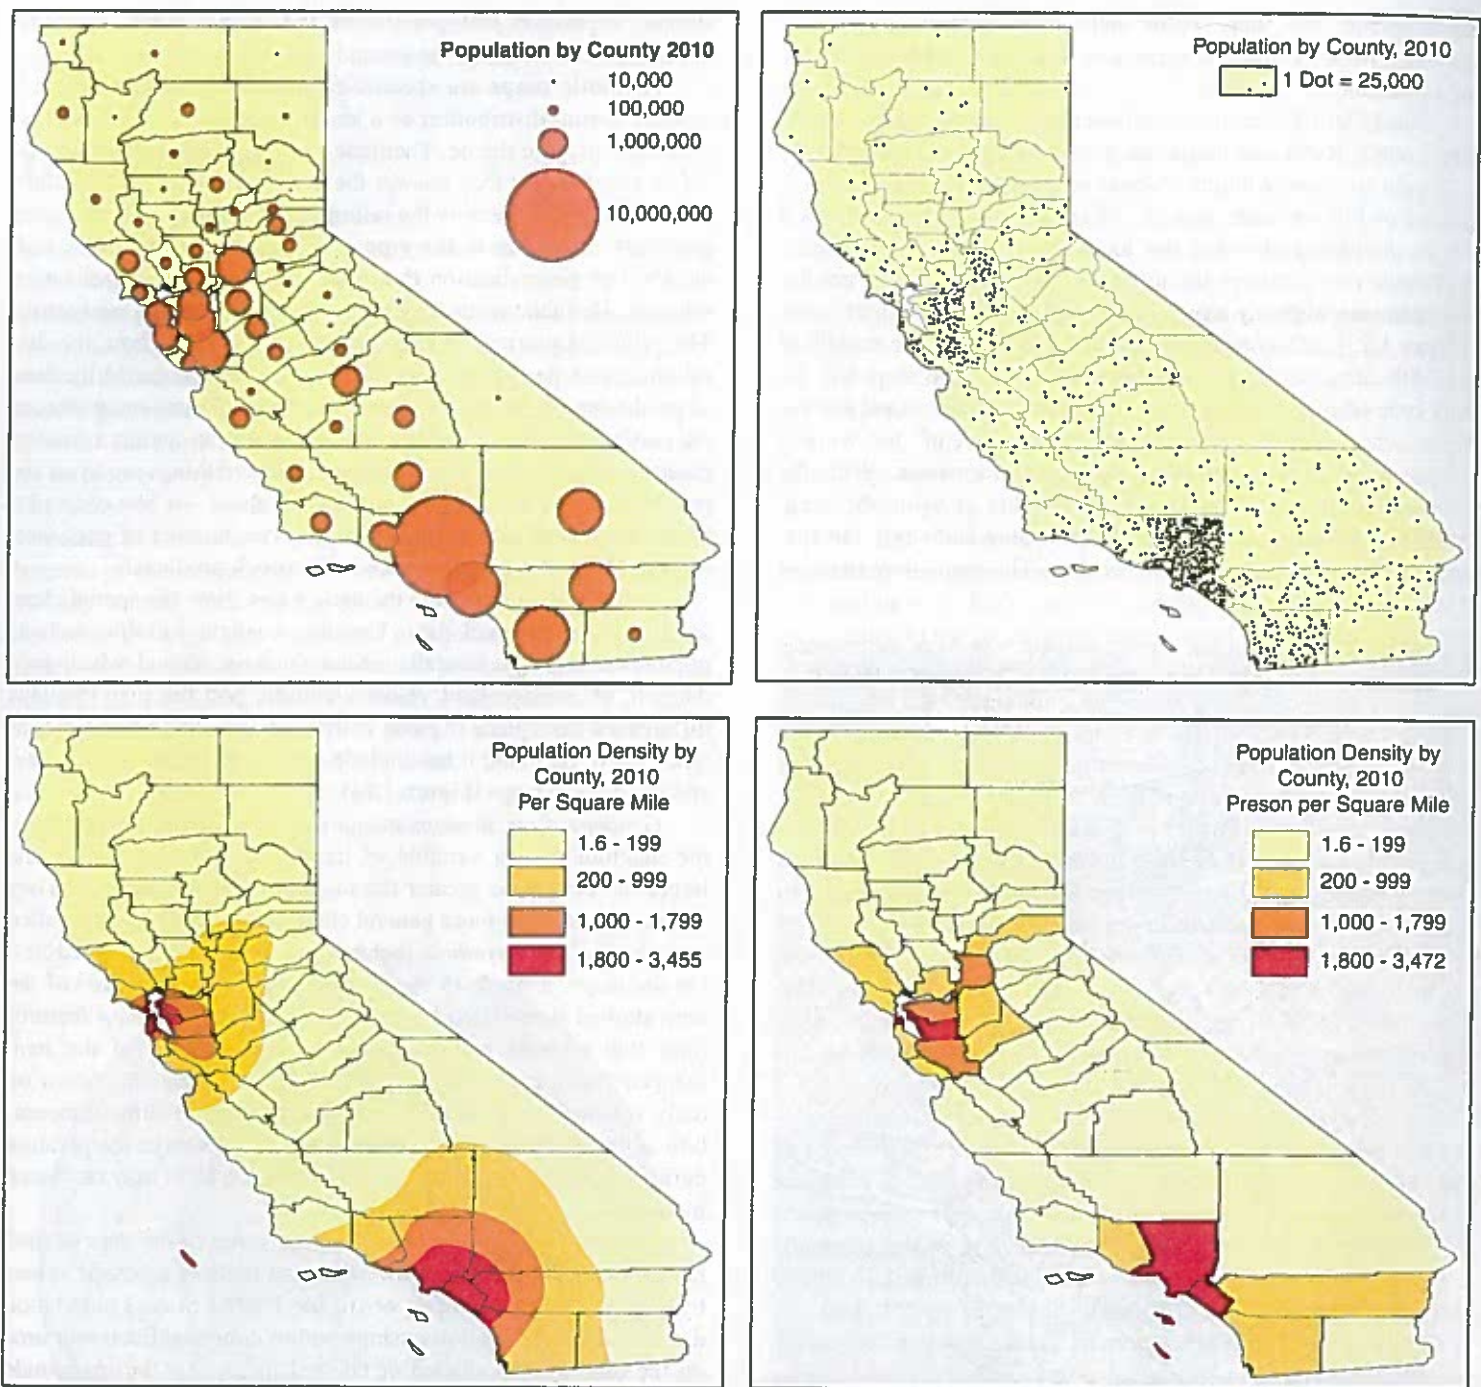 Population by County 2010
10,000
100,000
1,000,000
10,000,000
Population by County, 2010
1 Dot = 25,000
Population Density by
County, 2010
Per Square Mile
1.6 - 199
200 - 999
1,000 - 1,799
1,800 - 3,455
Population Density by
County, 2010
Preson per Square Mile
1.6 - 199
200 - 999
1,000 - 1,799
1,800 - 3,472